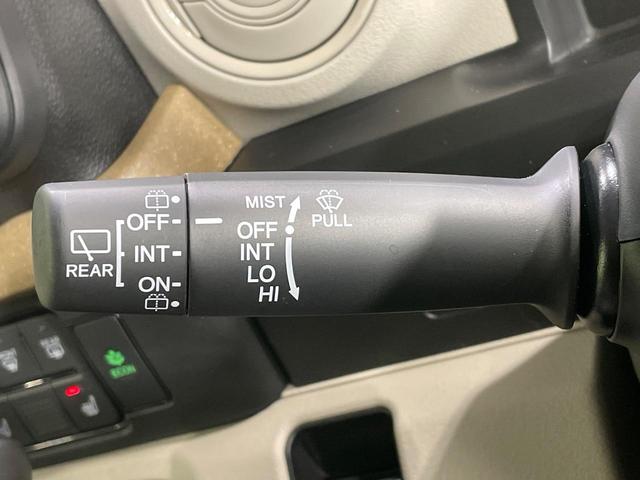 OFF
INT
ON
REAR
MIST
PULL
OFF
INT
LO
HI
ECON